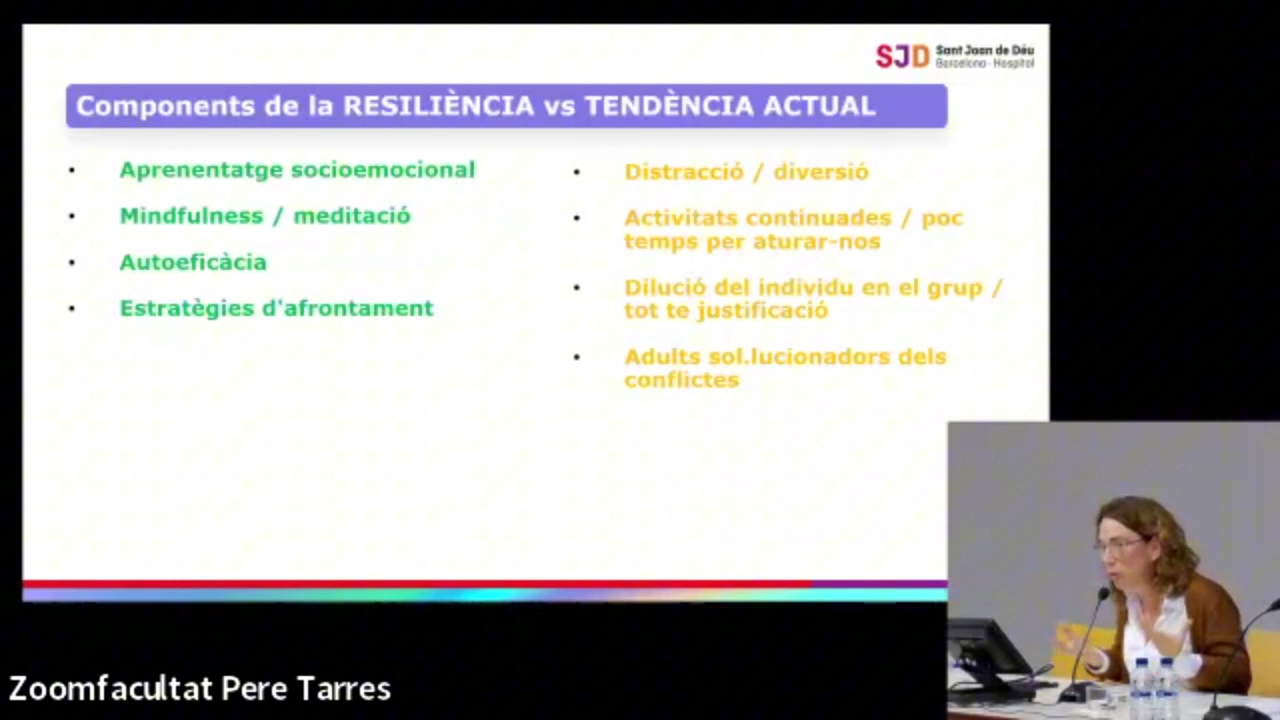 SJD Sant Joan de Déu
Barcelona · Hospital
Components de la RESILIÈNCIA vs TENDÈNCIA ACTUAL
• Aprenentatge socioemocional
• Mindfulness / meditació
• Autoeficàcia
• Estratègies d'afrontament
• Distracció / diversió
• Activitats continuades / poc
temps per aturar-nos
• Dilució del individu en el grup /
tot te justificació
• Adults sol.lucionadors dels
conflictes
Zoomfacultat Pere Tarres